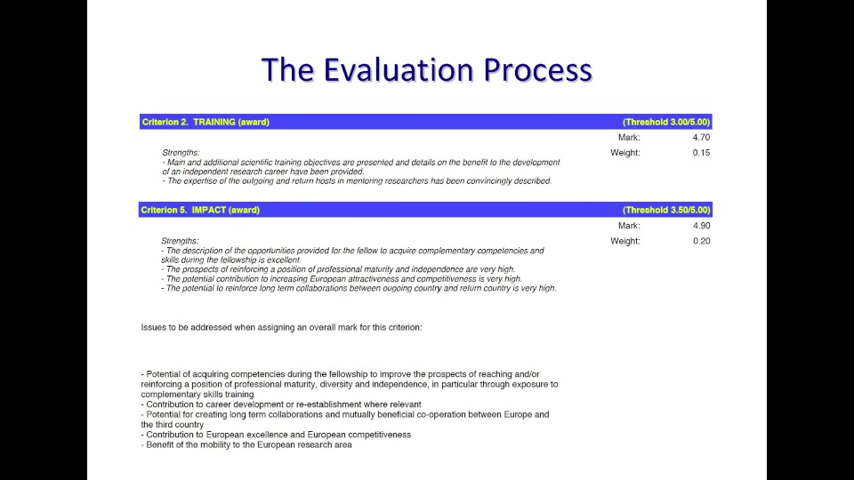 The Evaluation Process
Criterion 2. TRAINING (award) (Threshold 3.00/5.00)
Mark: 4.70
Strengths: Weight: 0.15
- Main and additional scientific training objectives are presented and details on the benefit to the development
of an independent research career have been provided.
- The expertise of the outgoing and return hosts in mentoring researchers has been convincingly described.
Criterion 5. IMPACT (award) (Threshold 3.50/5.00)
Mark: 4.90
Strengths: Weight: 0.20
- The description of the opportunities provided for the fellow to acquire complementary competencies and
skills during the fellowship is excellent.
- The prospects of reinforcing a position of professional maturity and independence are very high.
- The potential contribution to increasing European attractiveness and competitiveness is very high.
- The potential to reinforce long term collaborations between ougoing country and return country is very high.
Issues to be addressed when assigning an overall mark for this criterion:
- Potential of acquiring competencies during the fellowship to improve the prospects of reaching and/or
reinforcing a position of professional maturity, diversity and independence, in particular through exposure to
complementary skills training
- Contribution to career development or re-establishment where relevant
- Potential for creating long term collaborations and mutually beneficial co-operation between Europe and
the third country
- Contribution to European excellence and European competitiveness
- Benefit of the mobility to the European research area